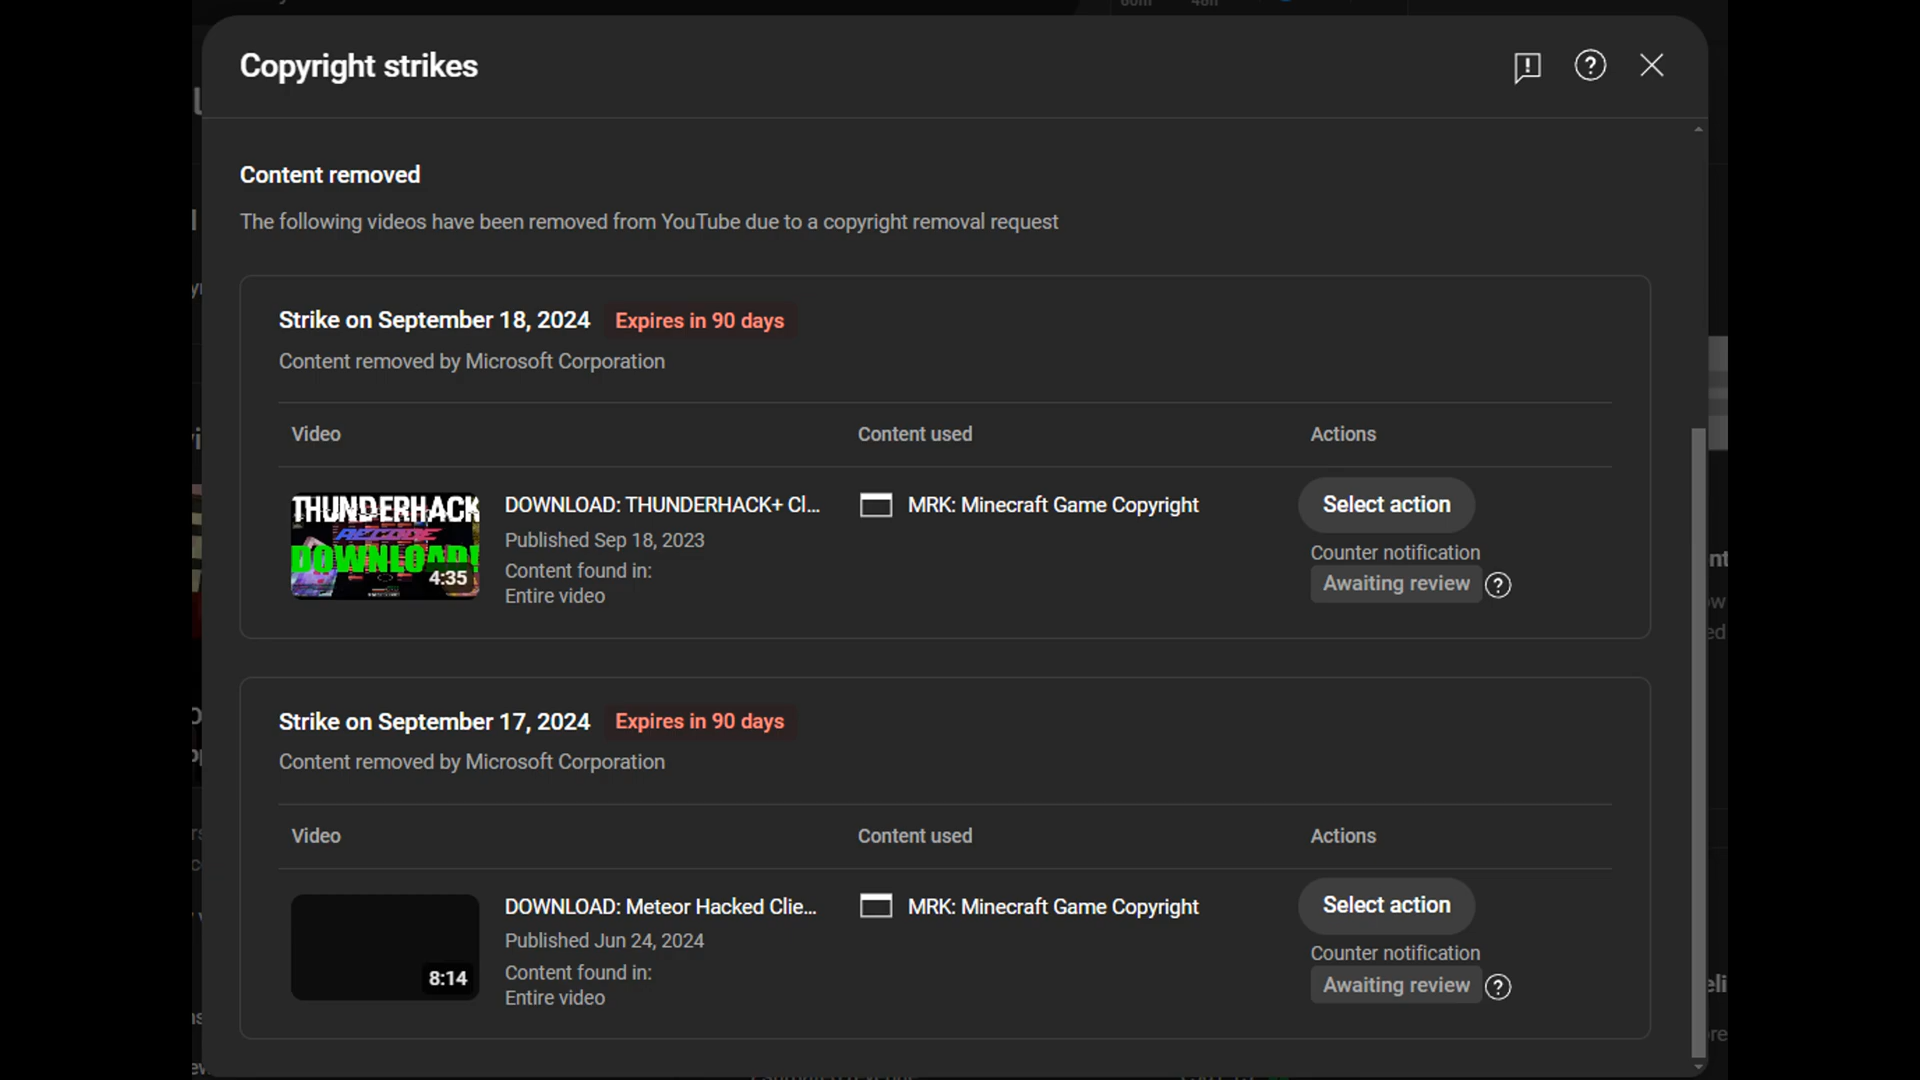 Copyright strikes
Content removed
The following videos have been removed from YouTube due to a copyright removal request
Strike on September 18, 2024 Expires in 90 days
Content removed by Microsoft Corporation
Video Content used Actions
THUNDERHACK
RECODE
DOWNLOAD!
4:35
DOWNLOAD: THUNDERHACK+ Cl...
Published Sep 18, 2023
Content found in:
Entire video
MRK: Minecraft Game Copyright
Select action
Counter notification
Awaiting review
Strike on September 17, 2024 Expires in 90 days
Content removed by Microsoft Corporation
Video Content used Actions
8:14
DOWNLOAD: Meteor Hacked Clie...
Published Jun 24, 2024
Content found in:
Entire video
MRK: Minecraft Game Copyright
Select action
Counter notification
Awaiting review